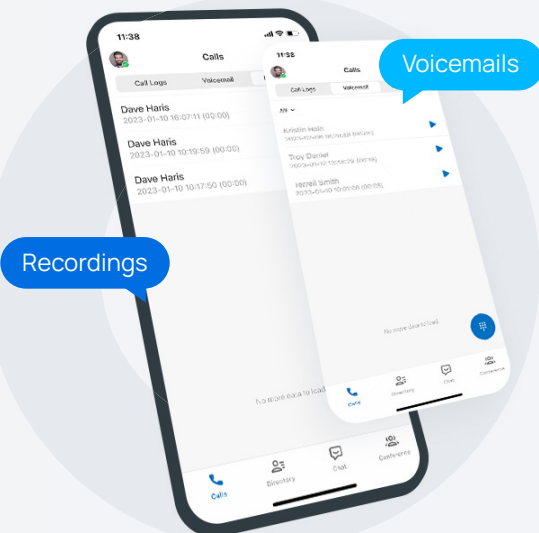 11:38
Calls
Call Logs
Voicemail
Dave Haris
2023-01-10 16:07:11 (00:00)
Dave Haris
2023-01-10 10:19:59 (00:00)
Dave Haris
2023-01-10 10:17:50 (00:00)
No more data to load
Calls
Directory
Chat
Conference
Recordings
11:38
Calls
Call Logs
Voicemail
All
Kristin Hale
Troy Daniel
Terrell Smith
No more data to load
Calls
Directory
Chat
Conference
Voicemails